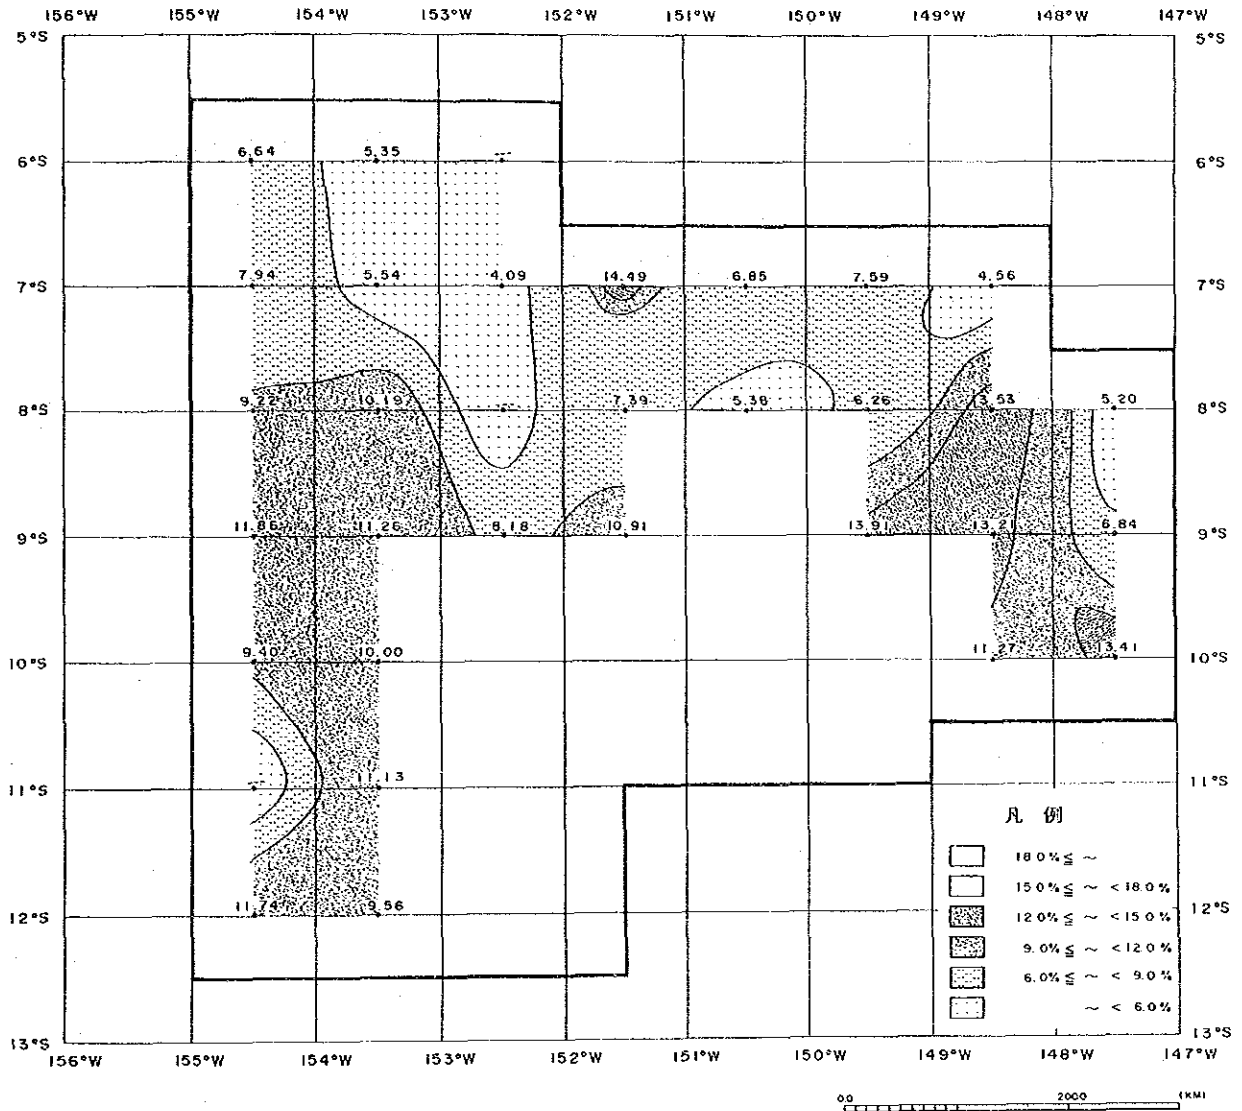 156°W 155°W 154°W 153°W 152°W 151°W 150°W 149°W 148°W 147°W
5°S 5°S
6.64 5.35
6°S 6°S
7.94 5.54 4.09 14.49 6.85 7.59 4.56
7°S 7°S
9.22 10.19 7.39 5.38 6.26 13.53 5.20
8°S 8°S
11.86 11.26 8.18 10.91 13.91 13.21 6.84
9°S 9°S
9.40 10.00 11.27 13.41
10°S 10°S
11.13
11°S 11°S
凡 例
18.0%≦ ~
15.0%≦ ~ <18.0%
12.0%≦ ~ <15.0%
9.0%≦ ~ <12.0%
6.0%≦ ~ < 9.0%
~ < 6.0%
11.74 9.56
12°S 12°S
13°S 13°S
156°W 155°W 154°W 153°W 152°W 151°W 150°W 149°W 148°W 147°W
0.0 200.0 (KM)